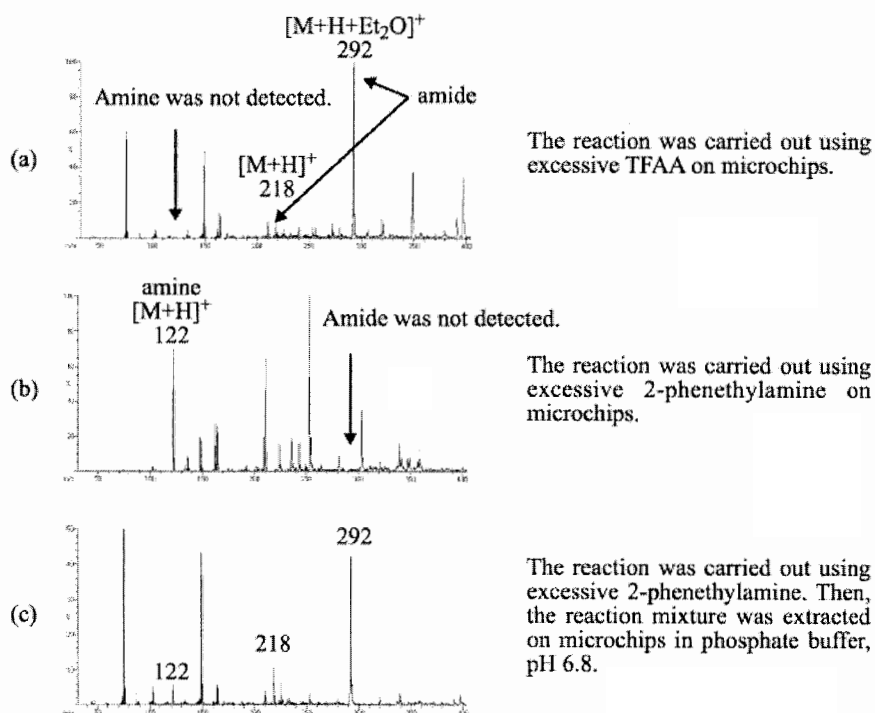 [M+H+Et₂O]⁺
292
Amine was not detected.
amide
(a)
[M+H]⁺
218
The reaction was carried out using
excessive TFAA on microchips.
amine
[M+H]⁺
122
Amide was not detected.
(b)
The reaction was carried out using
excessive 2-phenethylamine on
microchips.
292
(c)
218
122
The reaction was carried out using
excessive 2-phenethylamine. Then,
the reaction mixture was extracted
on microchips in phosphate buffer,
pH 6.8.